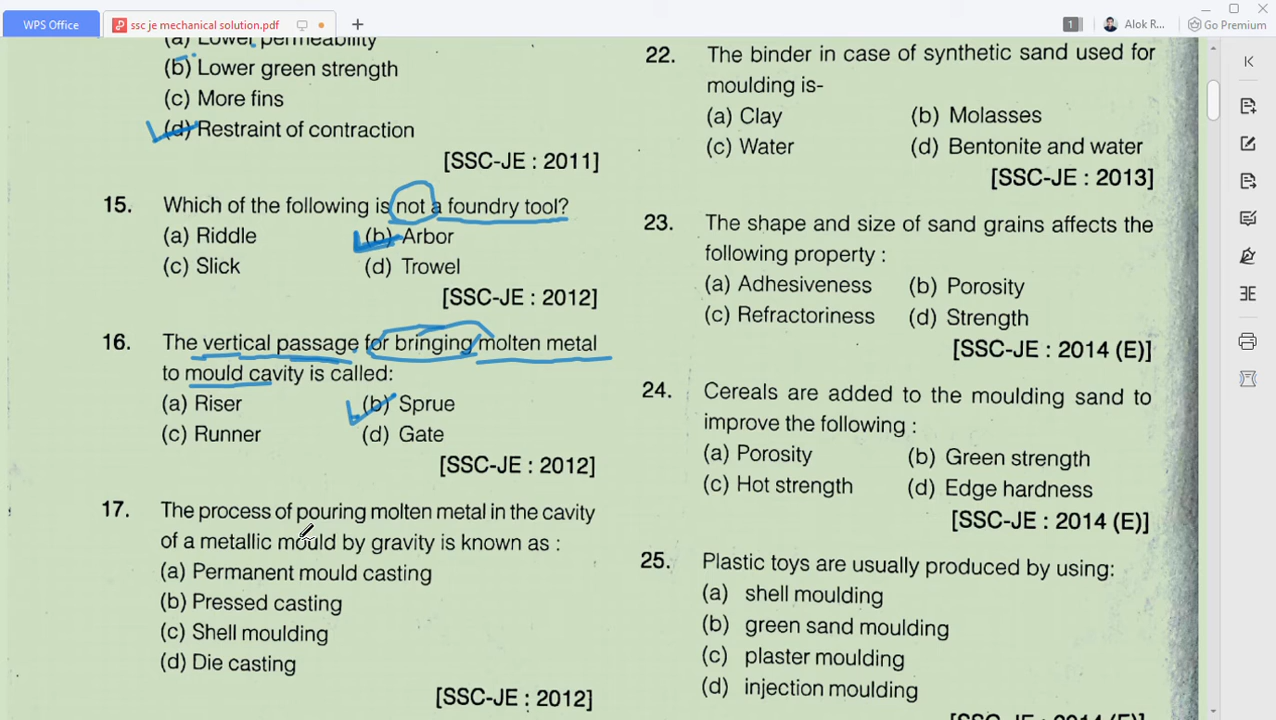 WPS Office
ssc je mechanical solution.pdf
1
Alok R...
Go Premium
(a) Lower permeability
(b) Lower green strength
(c) More fins
(d) Restraint of contraction
[SSC-JE : 2011]
15. Which of the following is not a foundry tool?
(a) Riddle (b) Arbor
(c) Slick (d) Trowel
[SSC-JE : 2012]
16. The vertical passage for bringing molten metal
to mould cavity is called:
(a) Riser (b) Sprue
(c) Runner (d) Gate
[SSC-JE : 2012]
17. The process of pouring molten metal in the cavity
of a metallic mould by gravity is known as :
(a) Permanent mould casting
(b) Pressed casting
(c) Shell moulding
(d) Die casting
[SSC-JE : 2012]
22. The binder in case of synthetic sand used for
moulding is-
(a) Clay (b) Molasses
(c) Water (d) Bentonite and water
[SSC-JE : 2013]
23. The shape and size of sand grains affects the
following property :
(a) Adhesiveness (b) Porosity
(c) Refractoriness (d) Strength
[SSC-JE : 2014 (E)]
24. Cereals are added to the moulding sand to
improve the following :
(a) Porosity (b) Green strength
(c) Hot strength (d) Edge hardness
[SSC-JE : 2014 (E)]
25. Plastic toys are usually produced by using:
(a) shell moulding
(b) green sand moulding
(c) plaster moulding
(d) injection moulding
[SSC-JE : 2014 (E)]